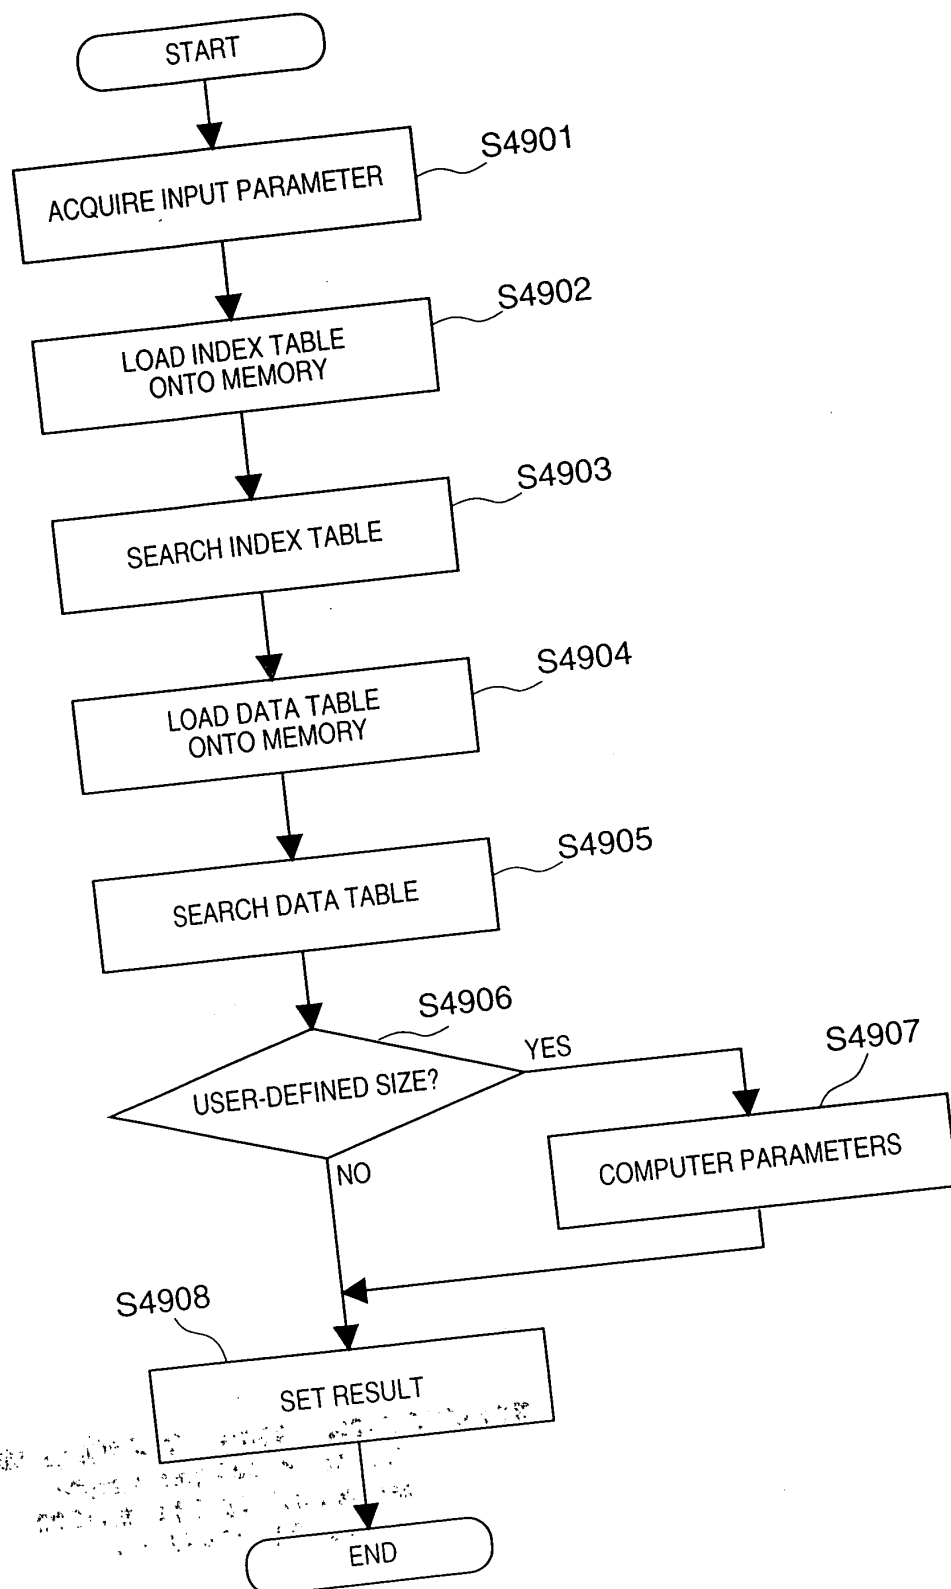 START
S4901
ACQUIRE INPUT PARAMETER
S4902
LOAD INDEX TABLE
ONTO MEMORY
S4903
SEARCH INDEX TABLE
S4904
LOAD DATA TABLE
ONTO MEMORY
S4905
SEARCH DATA TABLE
S4906
USER-DEFINED SIZE?
YES
S4907
COMPUTER PARAMETERS
NO
S4908
SET RESULT
END